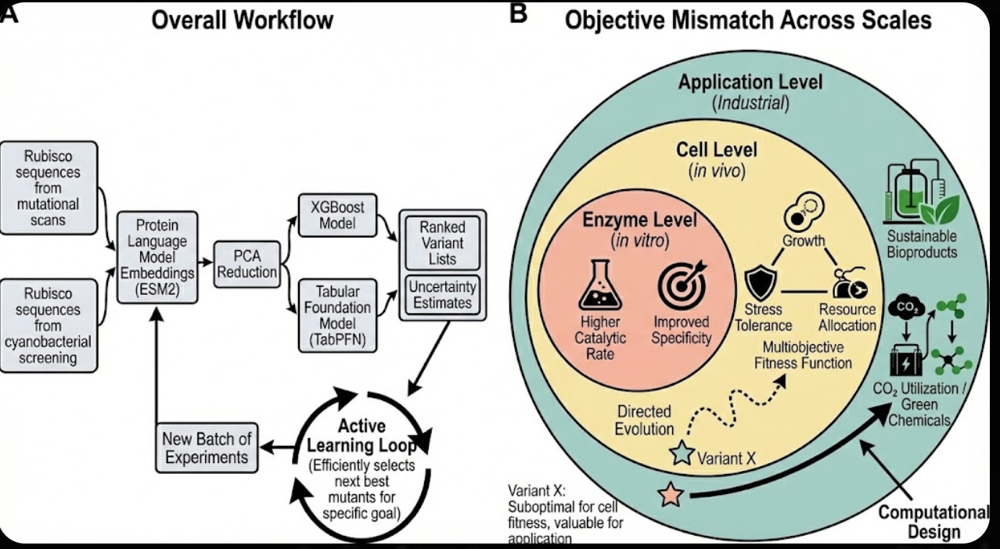 A
Overall Workflow
Rubisco
sequences
from
mutational
scans
Rubisco
sequences
from
cyanobacterial
screening
Protein
Language
Model
Embeddings
(ESM2)
PCA
Reduction
XGBoost
Model
Tabular
Foundation
Model
(TabPFN)
Ranked
Variant
Lists
Uncertainty
Estimates
Active
Learning Loop
(Efficiently selects
next best
mutants for
specific goal)
New Batch of
Experiments
B
Objective Mismatch Across Scales
Application Level
(Industrial)
Cell Level
(in vivo)
Enzyme Level
(in vitro)
Higher
Catalytic
Rate
Improved
Specificity
Growth
Stress
Tolerance
Resource
Allocation
Multiobjective
Fitness Function
Directed
Evolution
Variant X
Sustainable
Bioproducts
CO₂
CO₂ Utilization /
Green
Chemicals
Variant X:
Suboptimal for cell
fitness, valuable for
application
Computational
Design